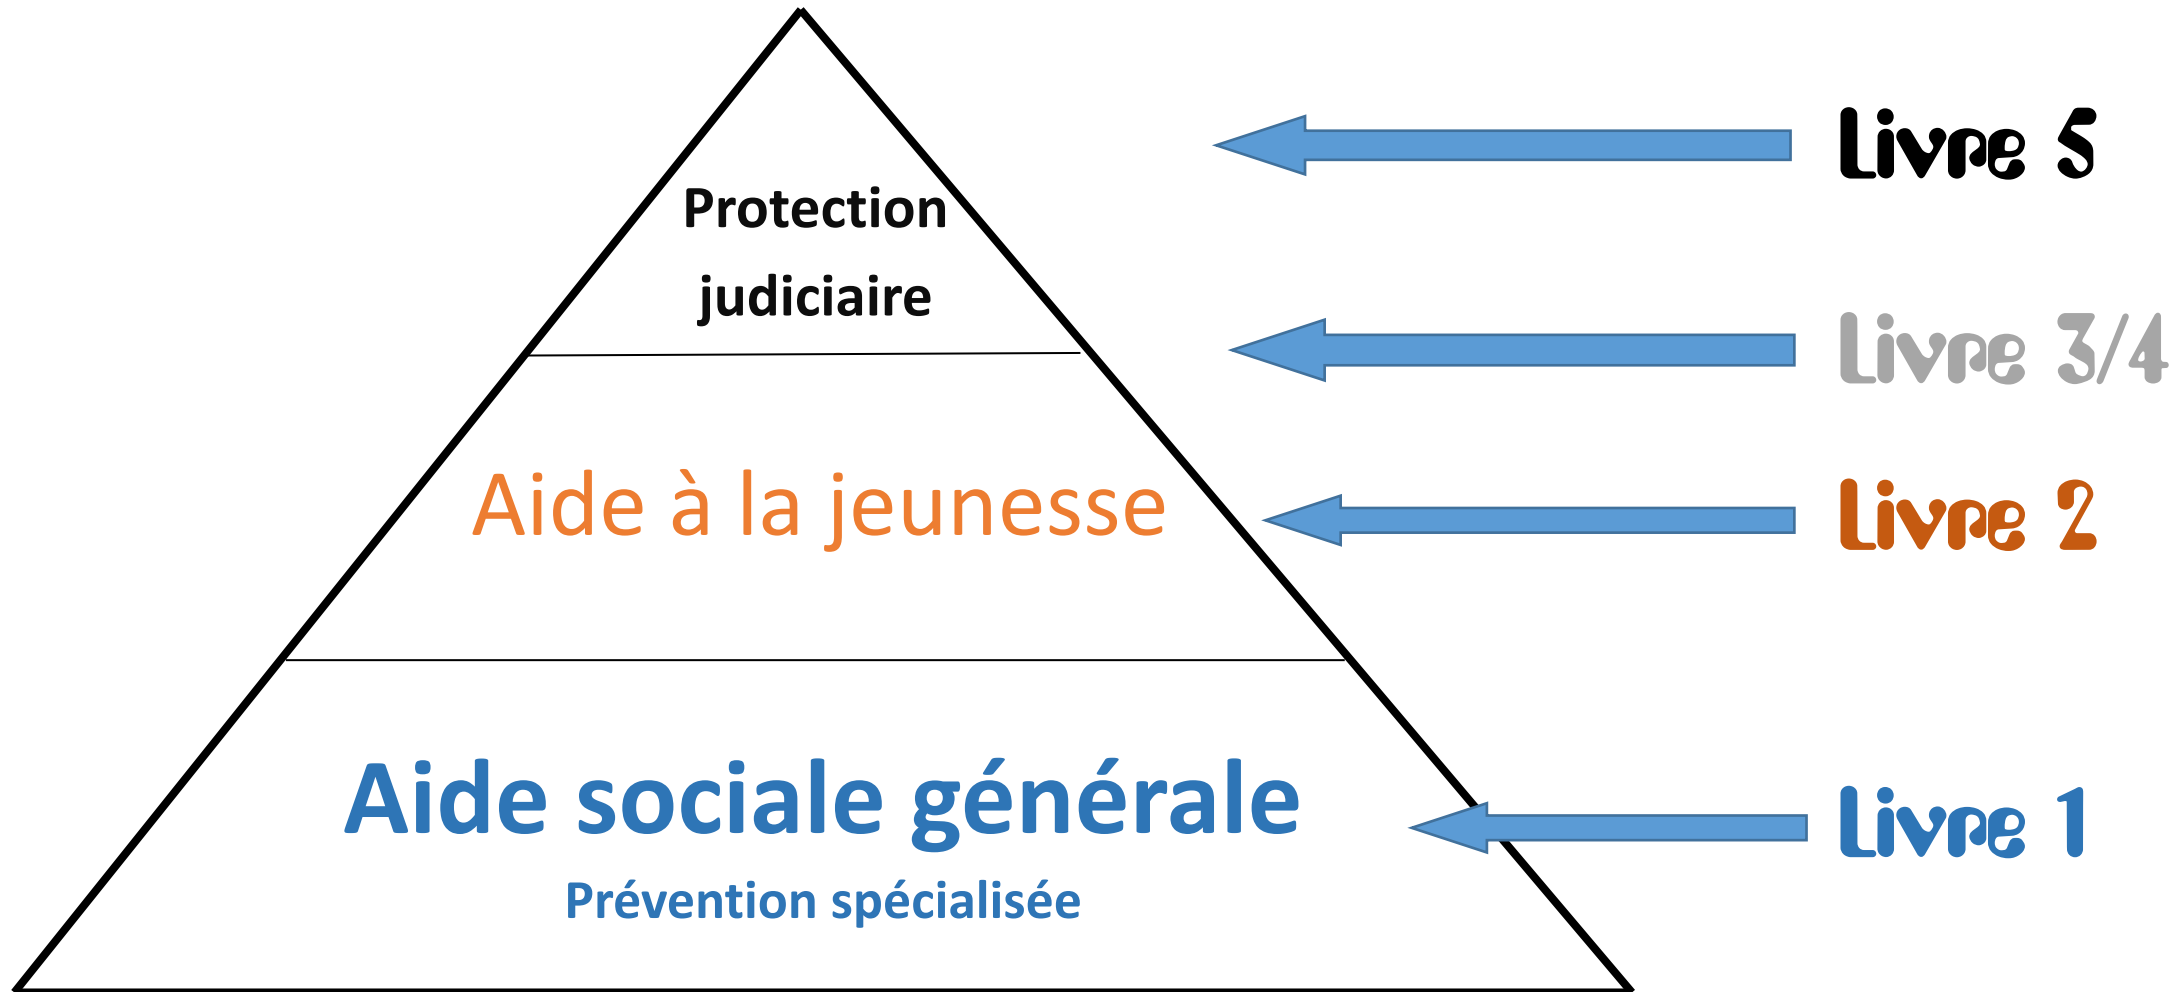 Livre 5
Protection
judiciaire
Livre 3/4
Aide à la jeunesse
Livre 2
Aide sociale générale
Livre 1
Prévention spécialisée